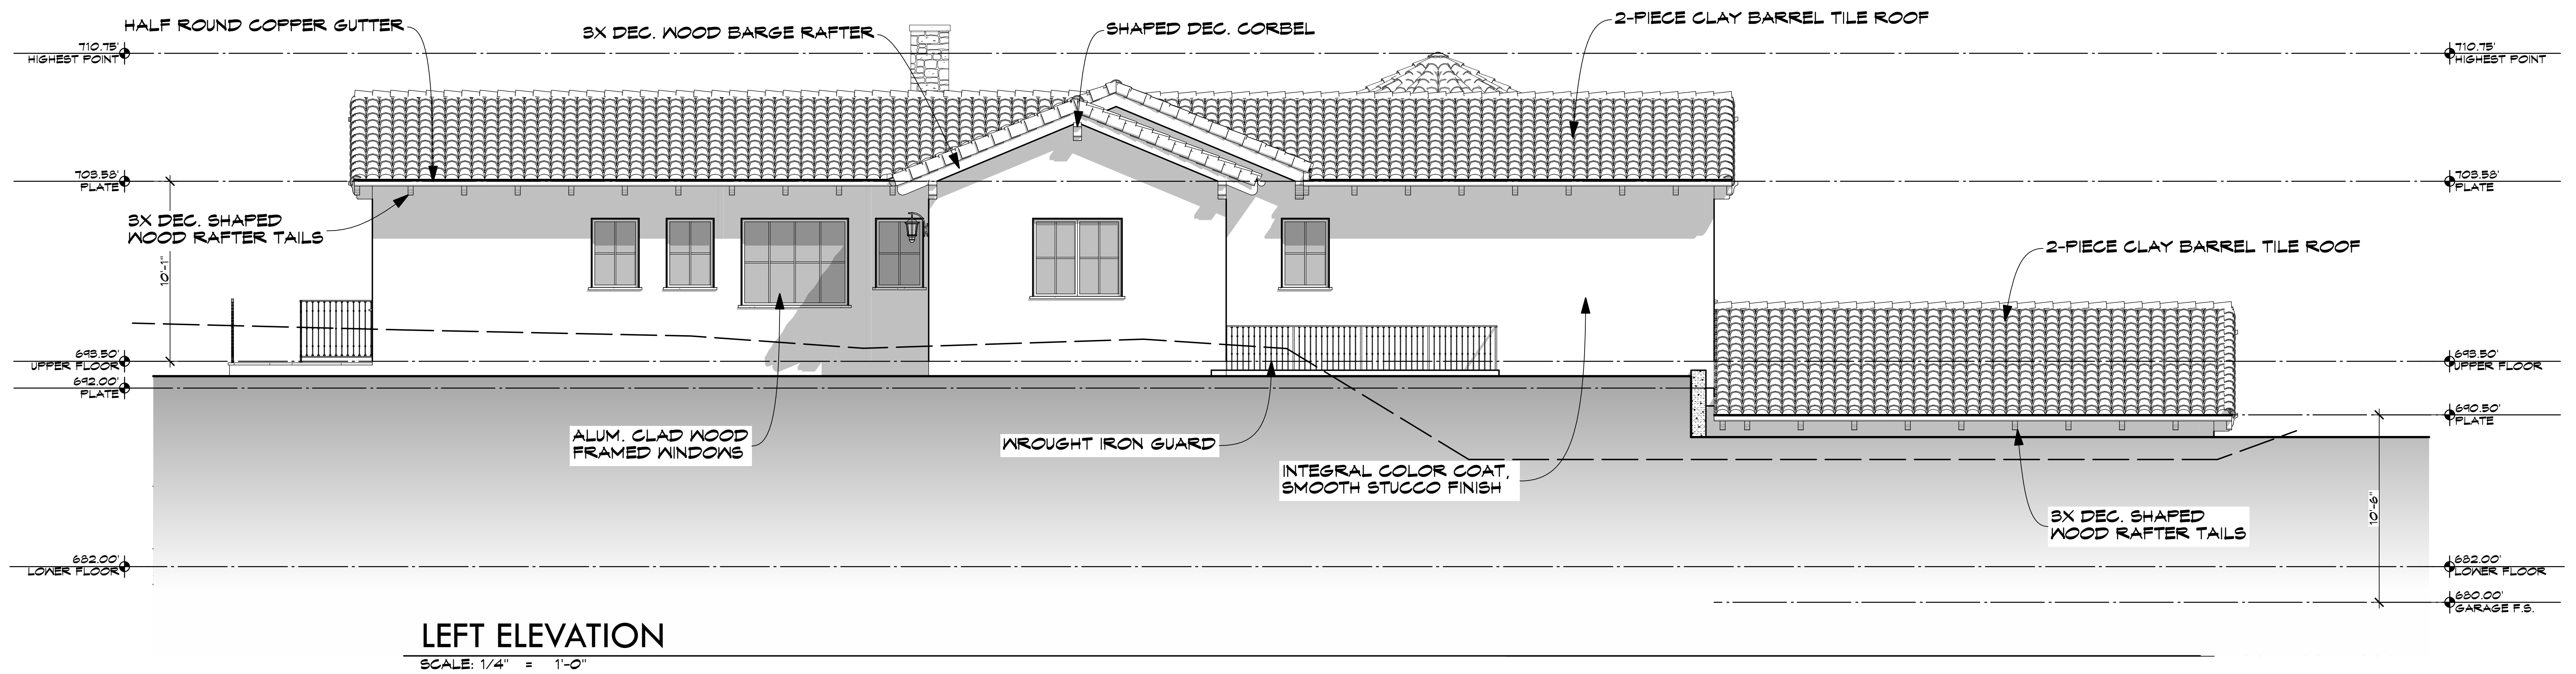 HALF ROUND COPPER GUTTER
3X DEC. WOOD BARGE RAFTER
SHAPED DEC. CORBEL
2-PIECE CLAY BARREL TILE ROOF
710.75'
HIGHEST POINT
710.75'
HIGHEST POINT
703.58'
PLATE
703.58'
PLATE
3X DEC. SHAPED
WOOD RAFTER TAILS
10'-1"
2-PIECE CLAY BARREL TILE ROOF
693.50'
UPPER FLOOR
693.50'
UPPER FLOOR
692.00'
PLATE
690.50'
PLATE
ALUM. CLAD WOOD
FRAMED WINDOWS
WROUGHT IRON GUARD
INTEGRAL COLOR COAT,
SMOOTH STUCCO FINISH
10'-6"
3X DEC. SHAPED
WOOD RAFTER TAILS
682.00'
LOWER FLOOR
682.00'
LOWER FLOOR
680.00'
GARAGE F.S.
LEFT ELEVATION
SCALE: 1/4" = 1'-0"